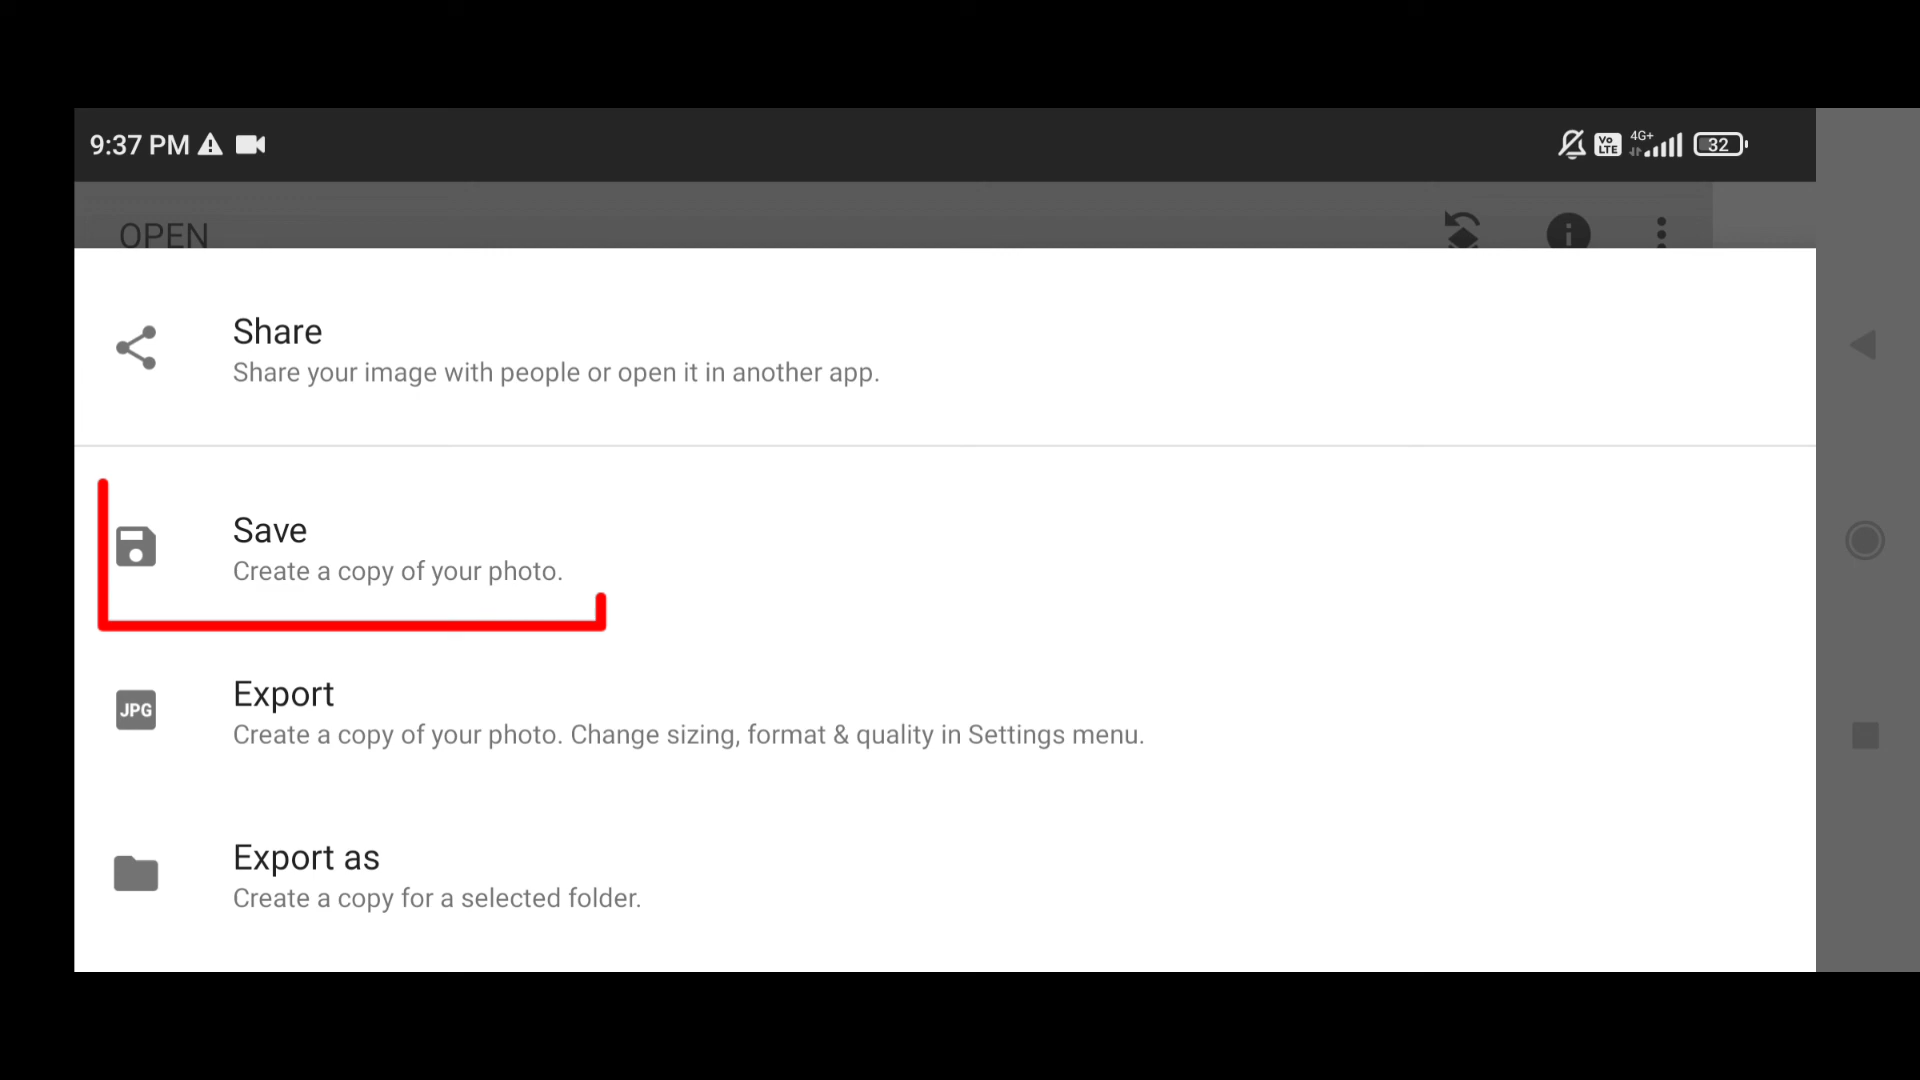 9:37 PM
Vo LTE 4G+ 32
OPEN
Share
Share your image with people or open it in another app.
Save
Create a copy of your photo.
JPG
Export
Create a copy of your photo. Change sizing, format & quality in Settings menu.
Export as
Create a copy for a selected folder.